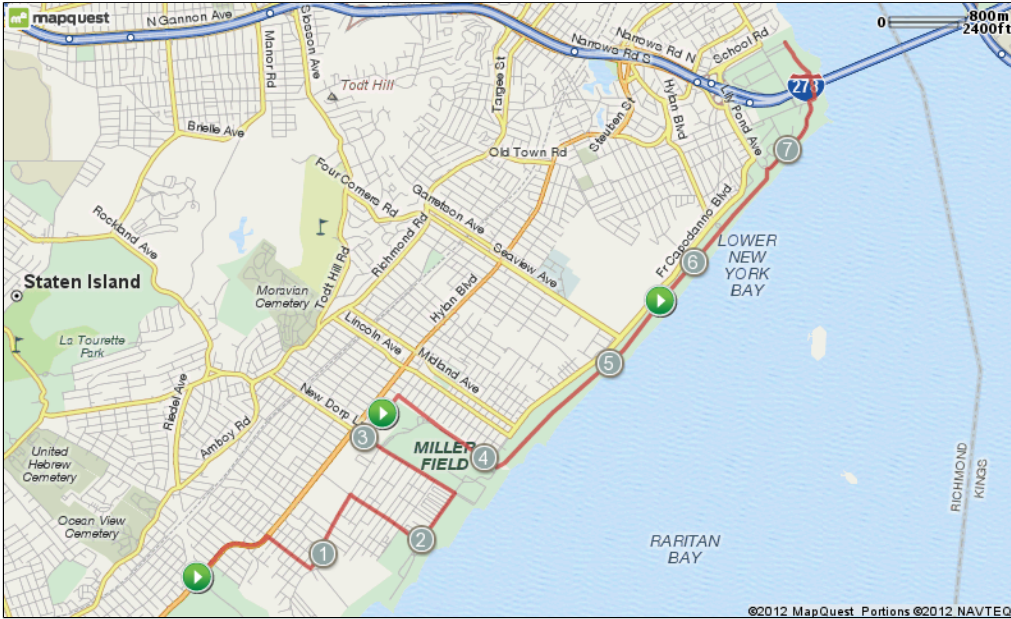 mapquest
N Gannon Ave
Slosson Ave
Manor Rd
Todt Hill
Targee St
Narrows Rd N
Narrows Rd S
School Rd
0
800m
2400ft
278
Lily Pond Ave
Hylan Blvd
Steuben St
7
Brielle Ave
Old Town Rd
Four Corners Rd
Garretson Ave
Seaview Ave
Fr Capodanno Blvd
Rockland Ave
Richmond Rd
Todt Hill Rd
LOWER
NEW
YORK
BAY
6
Staten Island
Moravian
Cemetery
Hylan Blvd
La Tourette
Park
Lincoln Ave
Midland Ave
5
Riedel Ave
Amboy Rd
New Dorp L
3
MILLER
FIELD
4
United
Hebrew
Cemetery
RICHMOND
KINGS
Ocean View
Cemetery
1
2
RARITAN
BAY
©2012 MapQuest Portions ©2012 NAVTEQ